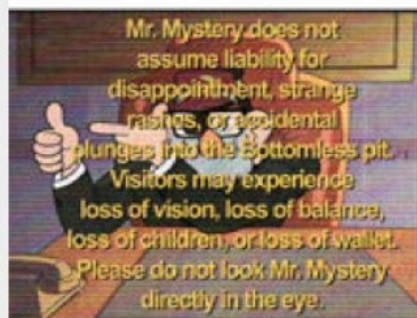 Mr. Mystery does not
assume liability for
disappointment, strange
rashes, or accidental
plunges into the Bottomless pit.
Visitors may experience
loss of vision, loss of balance,
loss of children, or loss of wallet.
Please do not look Mr. Mystery
directly in the eye.